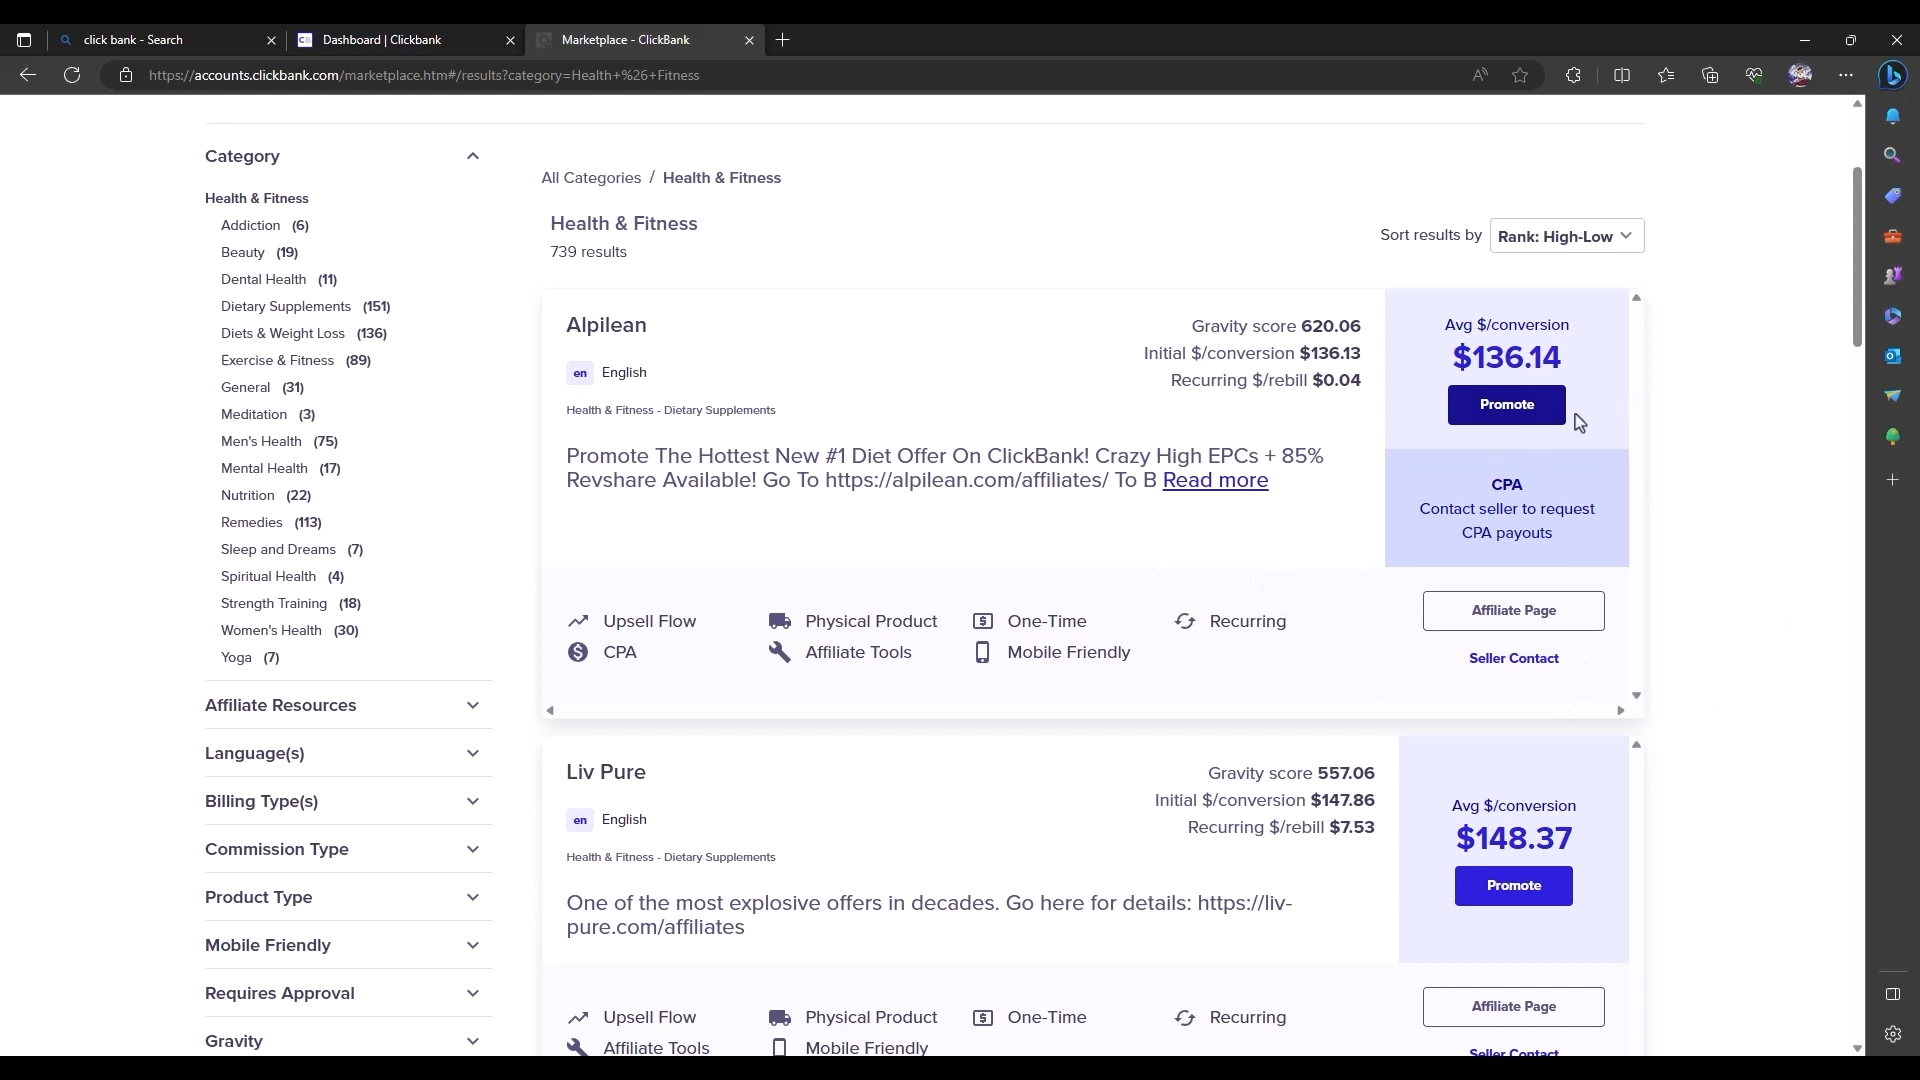 click bank - Search
Dashboard | Clickbank
Marketplace - ClickBank
https://accounts.clickbank.com/marketplace.htm#/results?category=Health+%26+Fitness
Category
Health & Fitness
Addiction (6)
Beauty (19)
Dental Health (11)
Dietary Supplements (151)
Diets & Weight Loss (136)
Exercise & Fitness (89)
General (31)
Meditation (3)
Men's Health (75)
Mental Health (17)
Nutrition (22)
Remedies (113)
Sleep and Dreams (7)
Spiritual Health (4)
Strength Training (18)
Women's Health (30)
Yoga (7)
Affiliate Resources
Language(s)
Billing Type(s)
Commission Type
Product Type
Mobile Friendly
Requires Approval
Gravity
All Categories / Health & Fitness
Health & Fitness
739 results
Sort results by Rank: High-Low
Alpilean
en English
Health & Fitness - Dietary Supplements
Gravity score 620.06
Initial $/conversion $136.13
Recurring $/rebill $0.04
Promote The Hottest New #1 Diet Offer On ClickBank! Crazy High EPCs + 85%
Revshare Available! Go To https://alpilean.com/affiliates/ To B Read more
Avg $/conversion
$136.14
Promote
CPA
Contact seller to request
CPA payouts
Upsell Flow Physical Product One-Time Recurring
CPA Affiliate Tools Mobile Friendly
Affiliate Page
Seller Contact
Liv Pure
en English
Health & Fitness - Dietary Supplements
Gravity score 557.06
Initial $/conversion $147.86
Recurring $/rebill $7.53
One of the most explosive offers in decades. Go here for details: https://liv-
pure.com/affiliates
Avg $/conversion
$148.37
Promote
Upsell Flow Physical Product One-Time Recurring
Affiliate Tools Mobile Friendly
Affiliate Page
Seller Contact